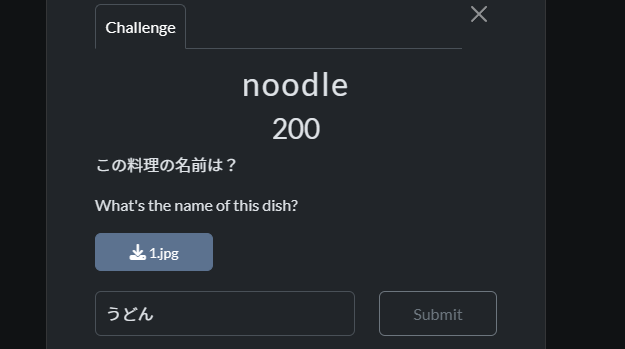 Challenge
noodle
200
この料理の名前は？
What's the name of this dish?
1.jpg
うどん
Submit